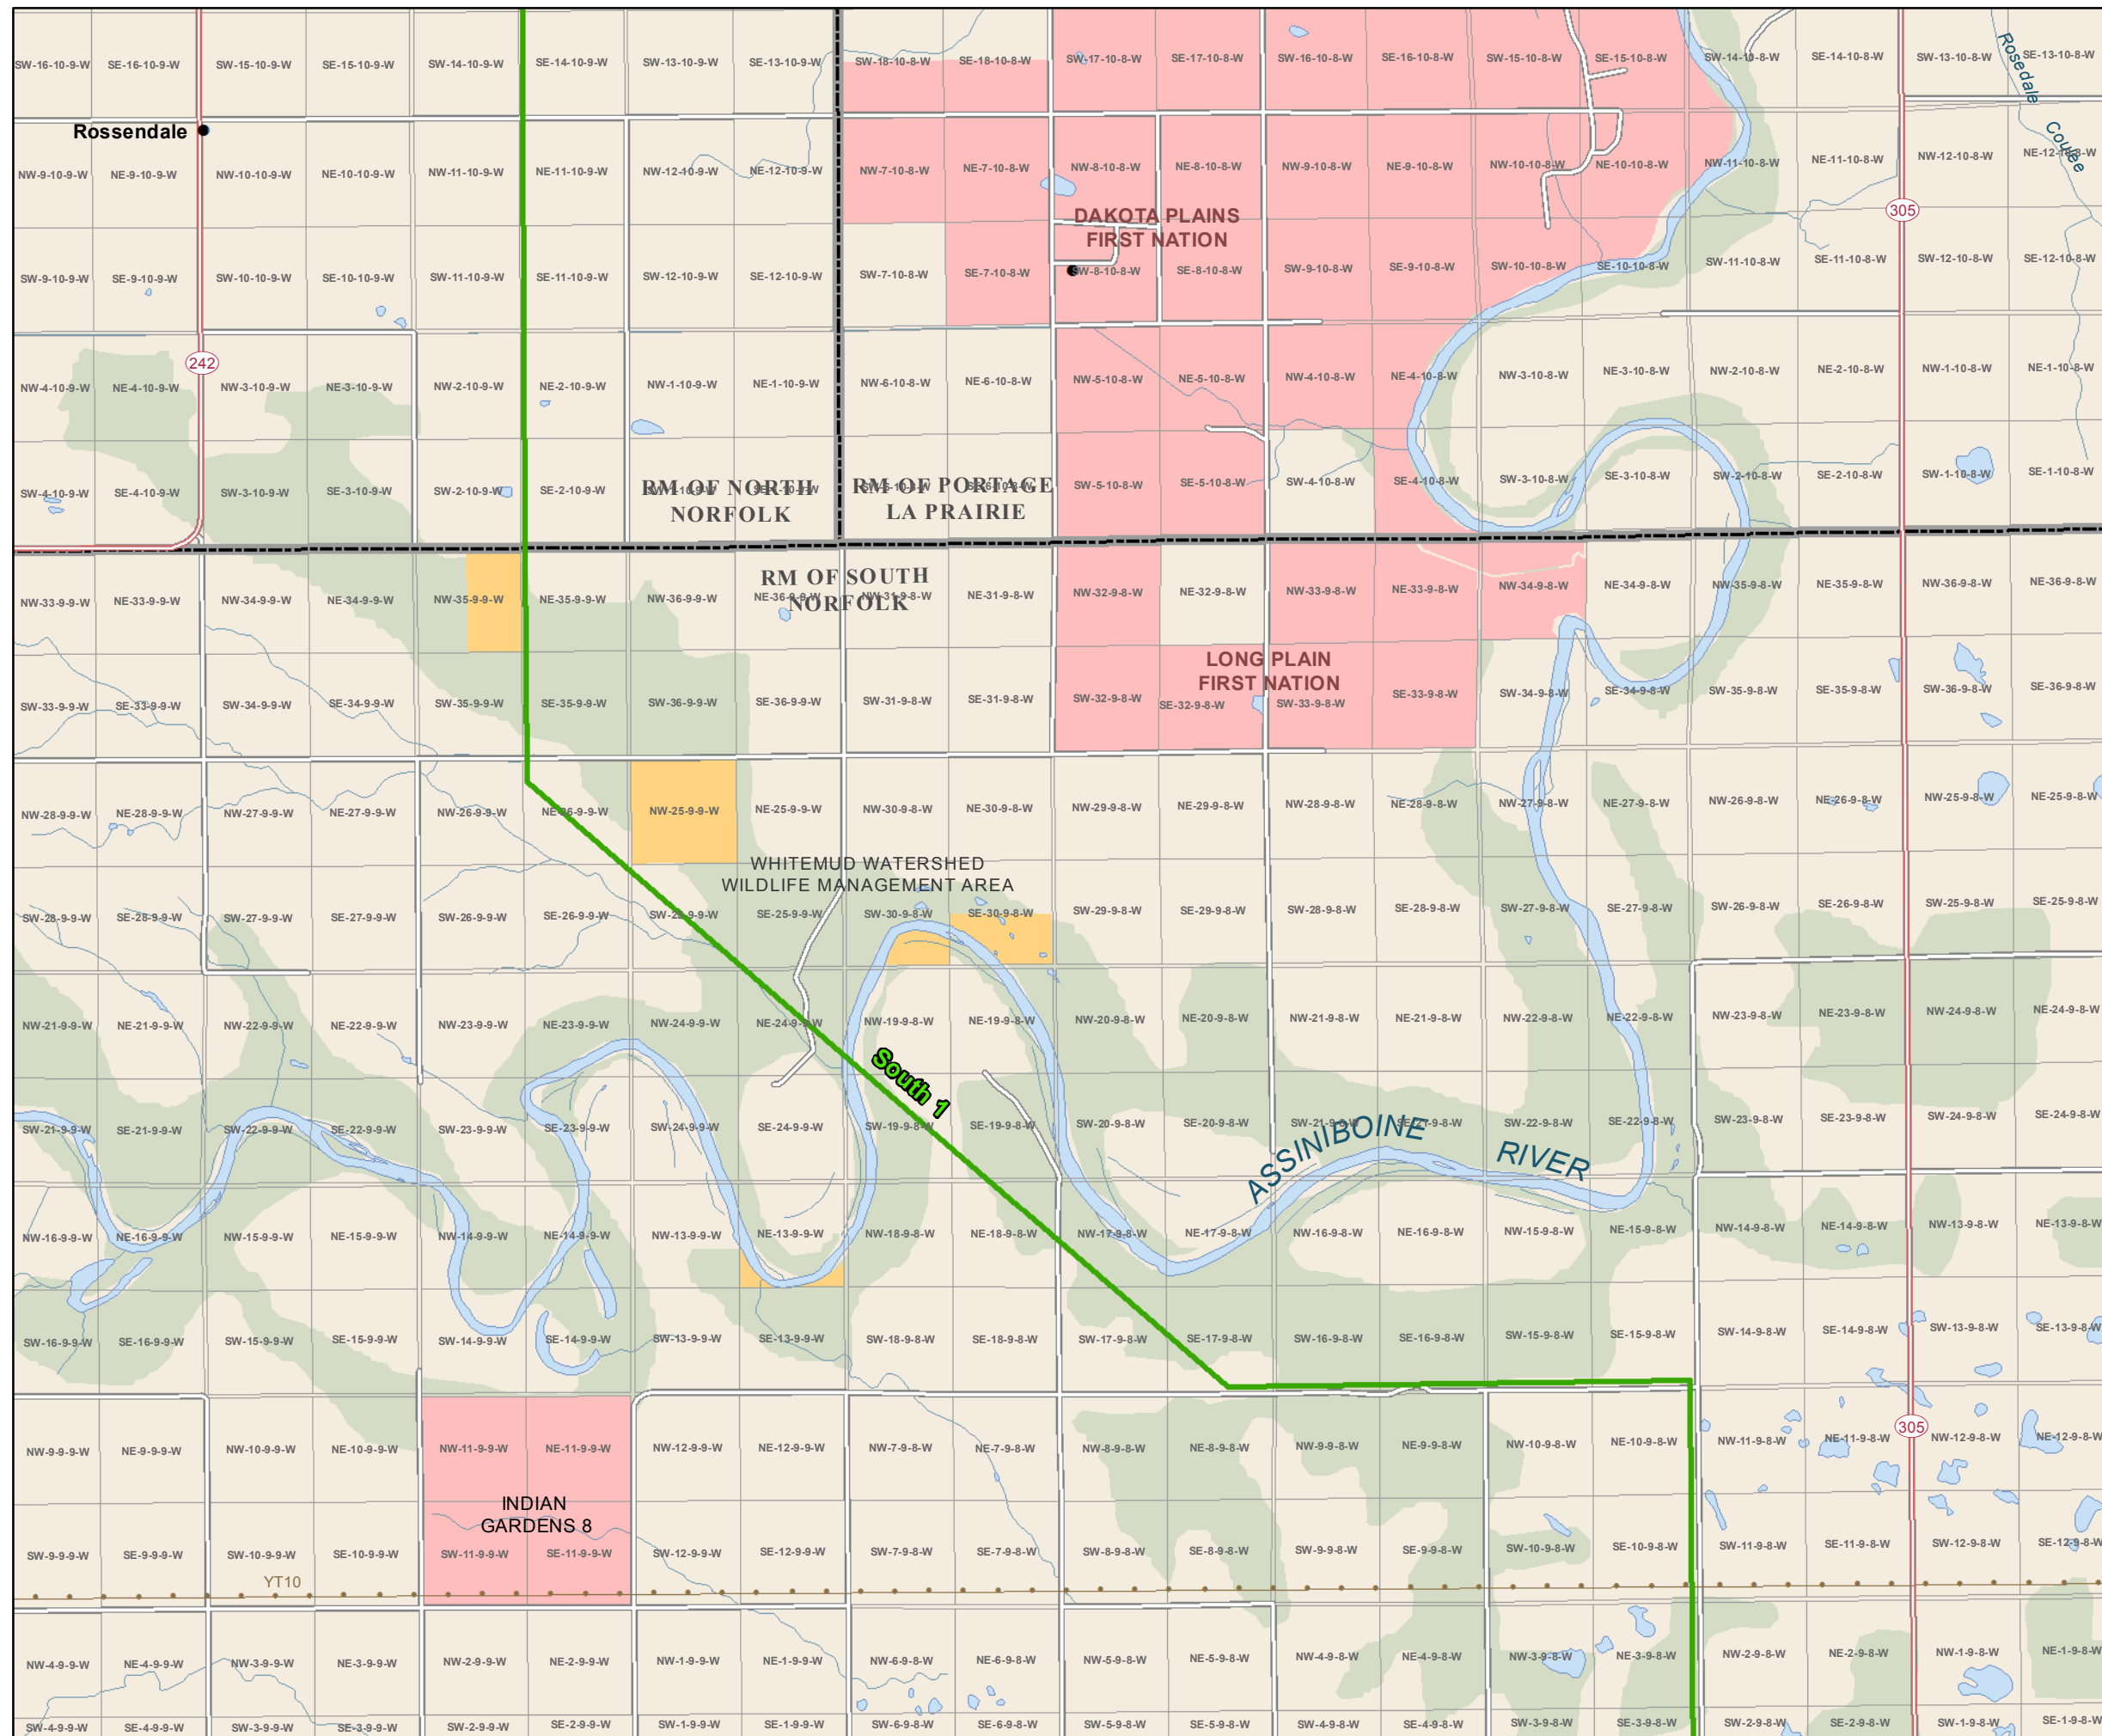 SW-16-10-9-W SE-16-10-9-W SW-15-10-9-W SE-15-10-9-W SW-14-10-9-W SE-14-10-9-W SW-13-10-9-W SE-13-10-9-W SW-18-10-8-W SE-18-10-8-W SW-17-10-8-W SE-17-10-8-W SW-16-10-8-W SE-16-10-8-W SW-15-10-8-W SE-15-10-8-W SW-14-10-8-W SE-14-10-8-W SW-13-10-8-W SE-13-10-8-W
Rosedale
Coulee
Rossendale
NW-9-10-9-W NE-9-10-9-W NW-10-10-9-W NE-10-10-9-W NW-11-10-9-W NE-11-10-9-W NW-12-10-9-W NE-12-10-9-W NW-7-10-8-W NE-7-10-8-W NW-8-10-8-W NE-8-10-8-W NW-9-10-8-W NE-9-10-8-W NW-10-10-8-W NE-10-10-8-W NW-11-10-8-W NE-11-10-8-W NW-12-10-8-W NE-12-10-8-W
305
DAKOTA PLAINS
FIRST NATION
SW-9-10-9-W SE-9-10-9-W SW-10-10-9-W SE-10-10-9-W SW-11-10-9-W SE-11-10-9-W SW-12-10-9-W SE-12-10-9-W SW-7-10-8-W SE-7-10-8-W SW-8-10-8-W SE-8-10-8-W SW-9-10-8-W SE-9-10-8-W SW-10-10-8-W SE-10-10-8-W SW-11-10-8-W SE-11-10-8-W SW-12-10-8-W SE-12-10-8-W
242
NW-4-10-9-W NE-4-10-9-W NW-3-10-9-W NE-3-10-9-W NW-2-10-9-W NE-2-10-9-W NW-1-10-9-W NE-1-10-9-W NW-6-10-8-W NE-6-10-8-W NW-5-10-8-W NE-5-10-8-W NW-4-10-8-W NE-4-10-8-W NW-3-10-8-W NE-3-10-8-W NW-2-10-8-W NE-2-10-8-W NW-1-10-8-W NE-1-10-8-W
SW-4-10-9-W SE-4-10-9-W SW-3-10-9-W SE-3-10-9-W SW-2-10-9-W SE-2-10-9-W SW-5-10-8-W SE-5-10-8-W SW-4-10-8-W SE-4-10-8-W SW-3-10-8-W SE-3-10-8-W SW-2-10-8-W SE-2-10-8-W SW-1-10-8-W SE-1-10-8-W
RM OF NORTH
NORFOLK
RM OF PORTAGE
LA PRAIRIE
RM OF SOUTH
NORFOLK
NW-33-9-9-W NE-33-9-9-W NW-34-9-9-W NE-34-9-9-W NW-35-9-9-W NE-35-9-9-W NW-36-9-9-W NE-36-9-9-W NW-31-9-8-W NE-31-9-8-W NW-32-9-8-W NE-32-9-8-W NW-33-9-8-W NE-33-9-8-W NW-34-9-8-W NE-34-9-8-W NW-35-9-8-W NE-35-9-8-W NW-36-9-8-W NE-36-9-8-W
LONG PLAIN
FIRST NATION
SW-33-9-9-W SE-33-9-9-W SW-34-9-9-W SE-34-9-9-W SW-35-9-9-W SE-35-9-9-W SW-36-9-9-W SE-36-9-9-W SW-31-9-8-W SE-31-9-8-W SW-32-9-8-W SE-32-9-8-W SW-33-9-8-W SE-33-9-8-W SW-34-9-8-W SE-34-9-8-W SW-35-9-8-W SE-35-9-8-W SW-36-9-8-W SE-36-9-8-W
NW-28-9-9-W NE-28-9-9-W NW-27-9-9-W NE-27-9-9-W NW-26-9-9-W NE-26-9-9-W NW-25-9-9-W NE-25-9-9-W NW-30-9-8-W NE-30-9-8-W NW-29-9-8-W NE-29-9-8-W NW-28-9-8-W NE-28-9-8-W NW-27-9-8-W NE-27-9-8-W NW-26-9-8-W NE-26-9-8-W NW-25-9-8-W NE-25-9-8-W
WHITEMUD WATERSHED
WILDLIFE MANAGEMENT AREA
SW-28-9-9-W SE-28-9-9-W SW-27-9-9-W SE-27-9-9-W SW-26-9-9-W SE-26-9-9-W SW-25-9-9-W SE-25-9-9-W SW-30-9-8-W SE-30-9-8-W SW-29-9-8-W SE-29-9-8-W SW-28-9-8-W SE-28-9-8-W SW-27-9-8-W SE-27-9-8-W SW-26-9-8-W SE-26-9-8-W SW-25-9-8-W SE-25-9-8-W
NW-21-9-9-W NE-21-9-9-W NW-22-9-9-W NE-22-9-9-W NW-23-9-9-W NE-23-9-9-W NW-24-9-9-W NE-24-9-9-W NW-19-9-8-W NE-19-9-8-W NW-20-9-8-W NE-20-9-8-W NW-21-9-8-W NE-21-9-8-W NW-22-9-8-W NE-22-9-8-W NW-23-9-8-W NE-23-9-8-W NW-24-9-8-W NE-24-9-8-W
South 1
SW-21-9-9-W SE-21-9-9-W SW-22-9-9-W SE-22-9-9-W SW-23-9-9-W SE-23-9-9-W SW-24-9-9-W SE-24-9-9-W SW-19-9-8-W SE-19-9-8-W SW-20-9-8-W SE-20-9-8-W SW-21-9-8-W SE-21-9-8-W SW-22-9-8-W SE-22-9-8-W SW-23-9-8-W SE-23-9-8-W SW-24-9-8-W SE-24-9-8-W
ASSINIBOINE RIVER
NW-16-9-9-W NE-16-9-9-W NW-15-9-9-W NE-15-9-9-W NW-14-9-9-W NE-14-9-9-W NW-13-9-9-W NE-13-9-9-W NW-18-9-8-W NE-18-9-8-W NW-17-9-8-W NE-17-9-8-W NW-16-9-8-W NE-16-9-8-W NW-15-9-8-W NE-15-9-8-W NW-14-9-8-W NE-14-9-8-W NW-13-9-8-W NE-13-9-8-W
SW-16-9-9-W SE-16-9-9-W SW-15-9-9-W SE-15-9-9-W SW-14-9-9-W SE-14-9-9-W SW-13-9-9-W SE-13-9-9-W SW-18-9-8-W SE-18-9-8-W SW-17-9-8-W SE-17-9-8-W SW-16-9-8-W SE-16-9-8-W SW-15-9-8-W SE-15-9-8-W SW-14-9-8-W SE-14-9-8-W SW-13-9-8-W SE-13-9-8-W
305
NW-9-9-9-W NE-9-9-9-W NW-10-9-9-W NE-10-9-9-W NW-11-9-9-W NE-11-9-9-W NW-12-9-9-W NE-12-9-9-W NW-7-9-8-W NE-7-9-8-W NW-8-9-8-W NE-8-9-8-W NW-9-9-8-W NE-9-9-8-W NW-10-9-8-W NE-10-9-8-W NW-11-9-8-W NE-11-9-8-W NW-12-9-8-W NE-12-9-8-W
INDIAN
GARDENS 8
SW-9-9-9-W SE-9-9-9-W SW-10-9-9-W SE-10-9-9-W SW-11-9-9-W SE-11-9-9-W SW-12-9-9-W SE-12-9-9-W SW-7-9-8-W SE-7-9-8-W SW-8-9-8-W SE-8-9-8-W SW-9-9-8-W SE-9-9-8-W SW-10-9-8-W SE-10-9-8-W SW-11-9-8-W SE-11-9-8-W SW-12-9-8-W SE-12-9-8-W
YT10
NW-4-9-9-W NE-4-9-9-W NW-3-9-9-W NE-3-9-9-W NW-2-9-9-W NE-2-9-9-W NW-1-9-9-W NE-1-9-9-W NW-6-9-8-W NE-6-9-8-W NW-5-9-8-W NE-5-9-8-W NW-4-9-8-W NE-4-9-8-W NW-3-9-8-W NE-3-9-8-W NW-2-9-8-W NE-2-9-8-W NW-1-9-8-W NE-1-9-8-W
SW-4-9-9-W SE-4-9-9-W SW-3-9-9-W SE-3-9-9-W SW-2-9-9-W SE-2-9-9-W SW-1-9-9-W SE-1-9-9-W SW-6-9-8-W SE-6-9-8-W SW-5-9-8-W SE-5-9-8-W SW-4-9-8-W SE-4-9-8-W SW-3-9-8-W SE-3-9-8-W SW-2-9-8-W SE-2-9-8-W SW-1-9-8-W SE-1-9-8-W